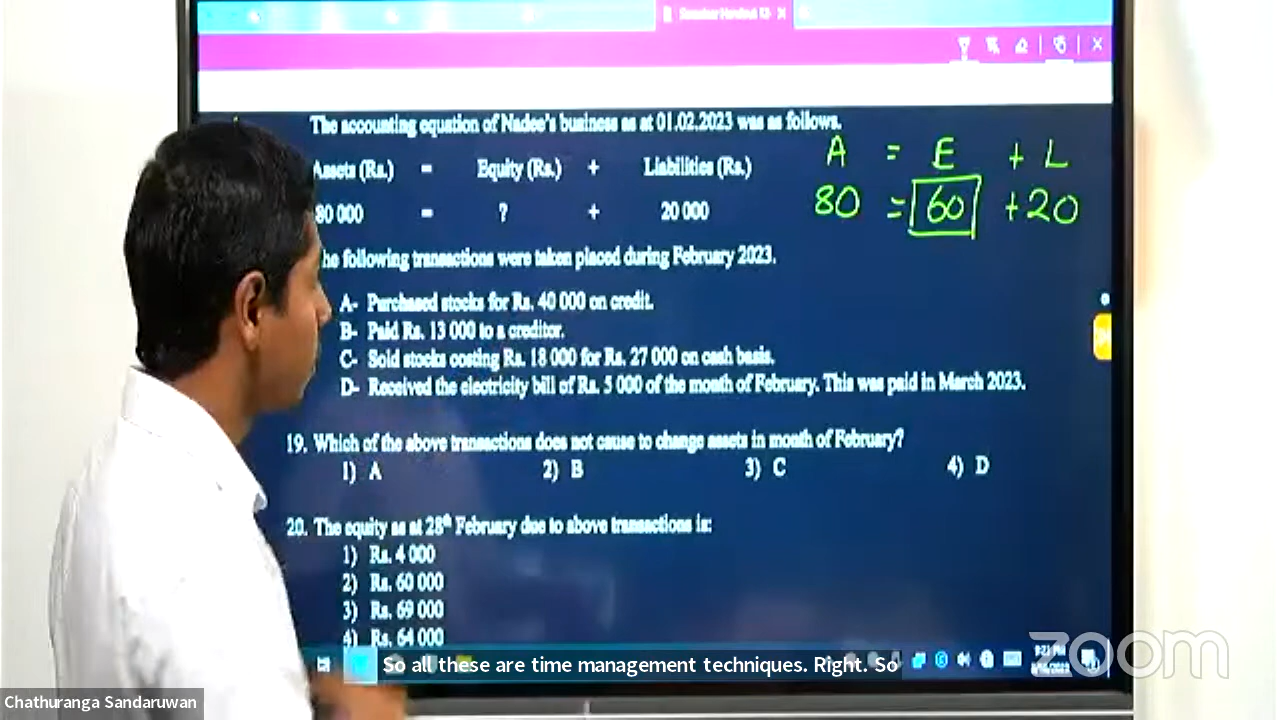 The accounting equation of Nadee's business as at 01.02.2023 was as follows.
Assets (Rs.) = Equity (Rs.) + Liabilities (Rs.)
80 000 = ? + 20 000
A = E + L
80 = 60 + 20
he following transactions were taken placed during February 2023.
A- Purchased stocks for Rs. 40 000 on credit.
B- Paid Rs. 13 000 to a creditor.
C- Sold stocks costing Rs. 18 000 for Rs. 27 000 on cash basis.
D- Received the electricity bill of Rs. 5 000 of the month of February. This was paid in March 2023.
19. Which of the above transactions does not cause to change assets in month of February?
1) A 2) B 3) C 4) D
20. The equity as at 28th February due to above transactions is:
1) Rs. 4 000
2) Rs. 60 000
3) Rs. 69 000
4) Rs. 64 000
So all these are time management techniques. Right. So
zoom
Chathuranga Sandaruwan